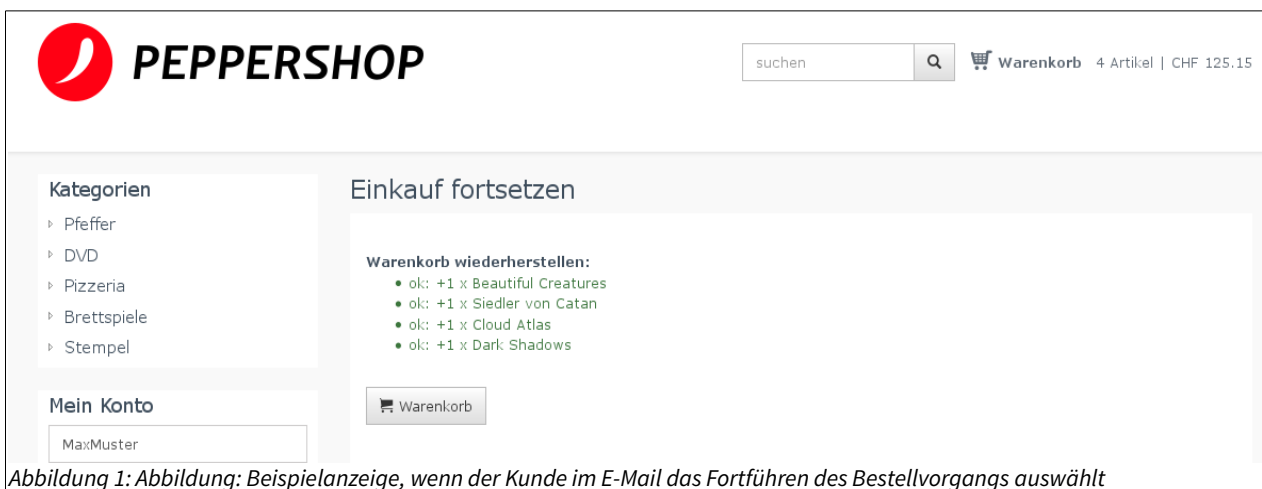 PEPPERSHOP
suchen
Warenkorb 4 Artikel | CHF 125.15
Kategorien
Pfeffer
DVD
Pizzeria
Brettspiele
Stempel
Mein Konto
MaxMuster
Einkauf fortsetzen
Warenkorb wiederherstellen:
• ok: +1 x Beautiful Creatures
• ok: +1 x Siedler von Catan
• ok: +1 x Cloud Atlas
• ok: +1 x Dark Shadows
Warenkorb
Abbildung 1: Abbildung: Beispielanzeige, wenn der Kunde im E-Mail das Fortführen des Bestellvorgangs auswählt